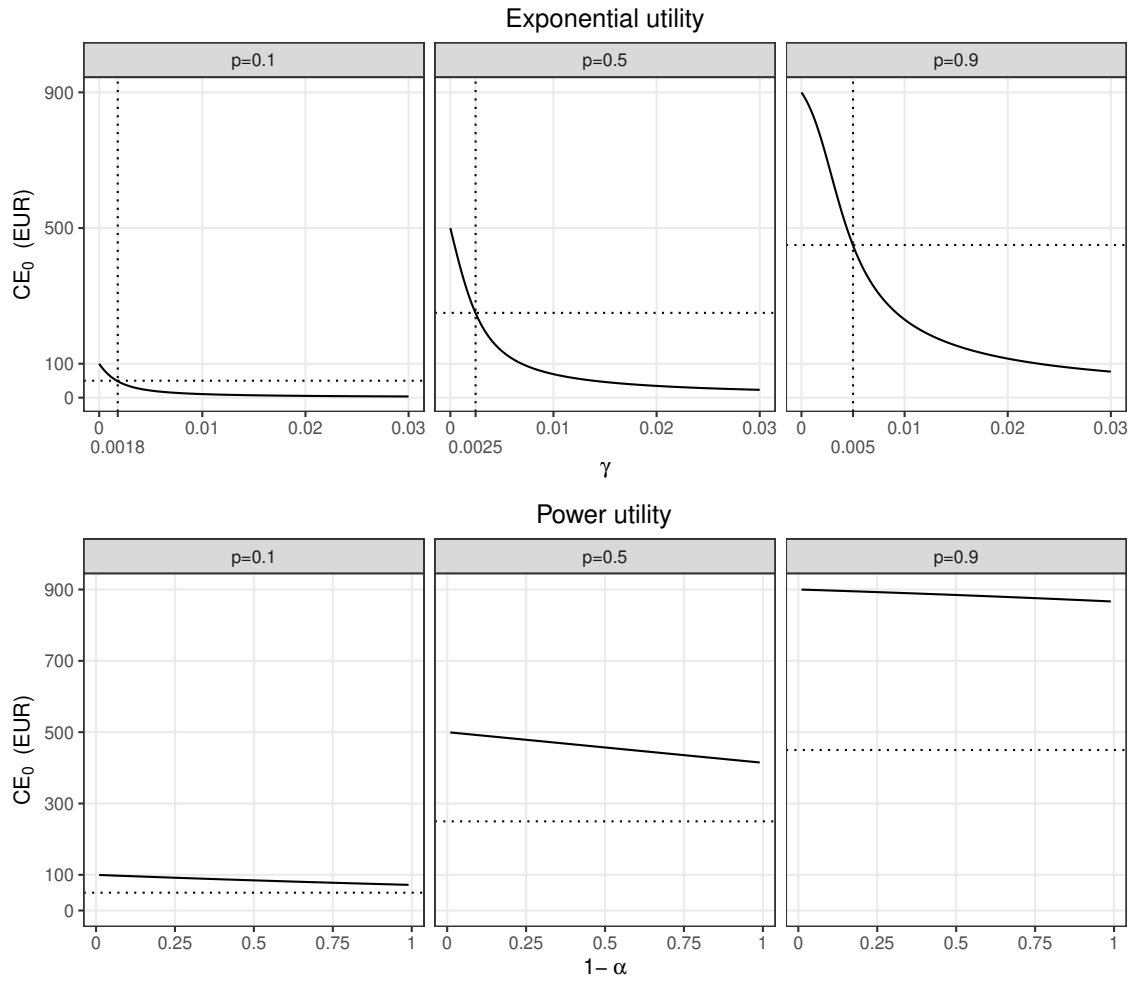 Exponential utility
p=0.1 p=0.5 p=0.9
900
500
100
0
CE0 (EUR)
0 0.01 0.02 0.03 0 0.01 0.02 0.03 0 0.01 0.02 0.03
0.0018 0.0025 0.005
γ
Power utility
p=0.1 p=0.5 p=0.9
900
700
500
300
100
0
CE0 (EUR)
0 0.25 0.5 0.75 1 0 0.25 0.5 0.75 1 0 0.25 0.5 0.75 1
1− α